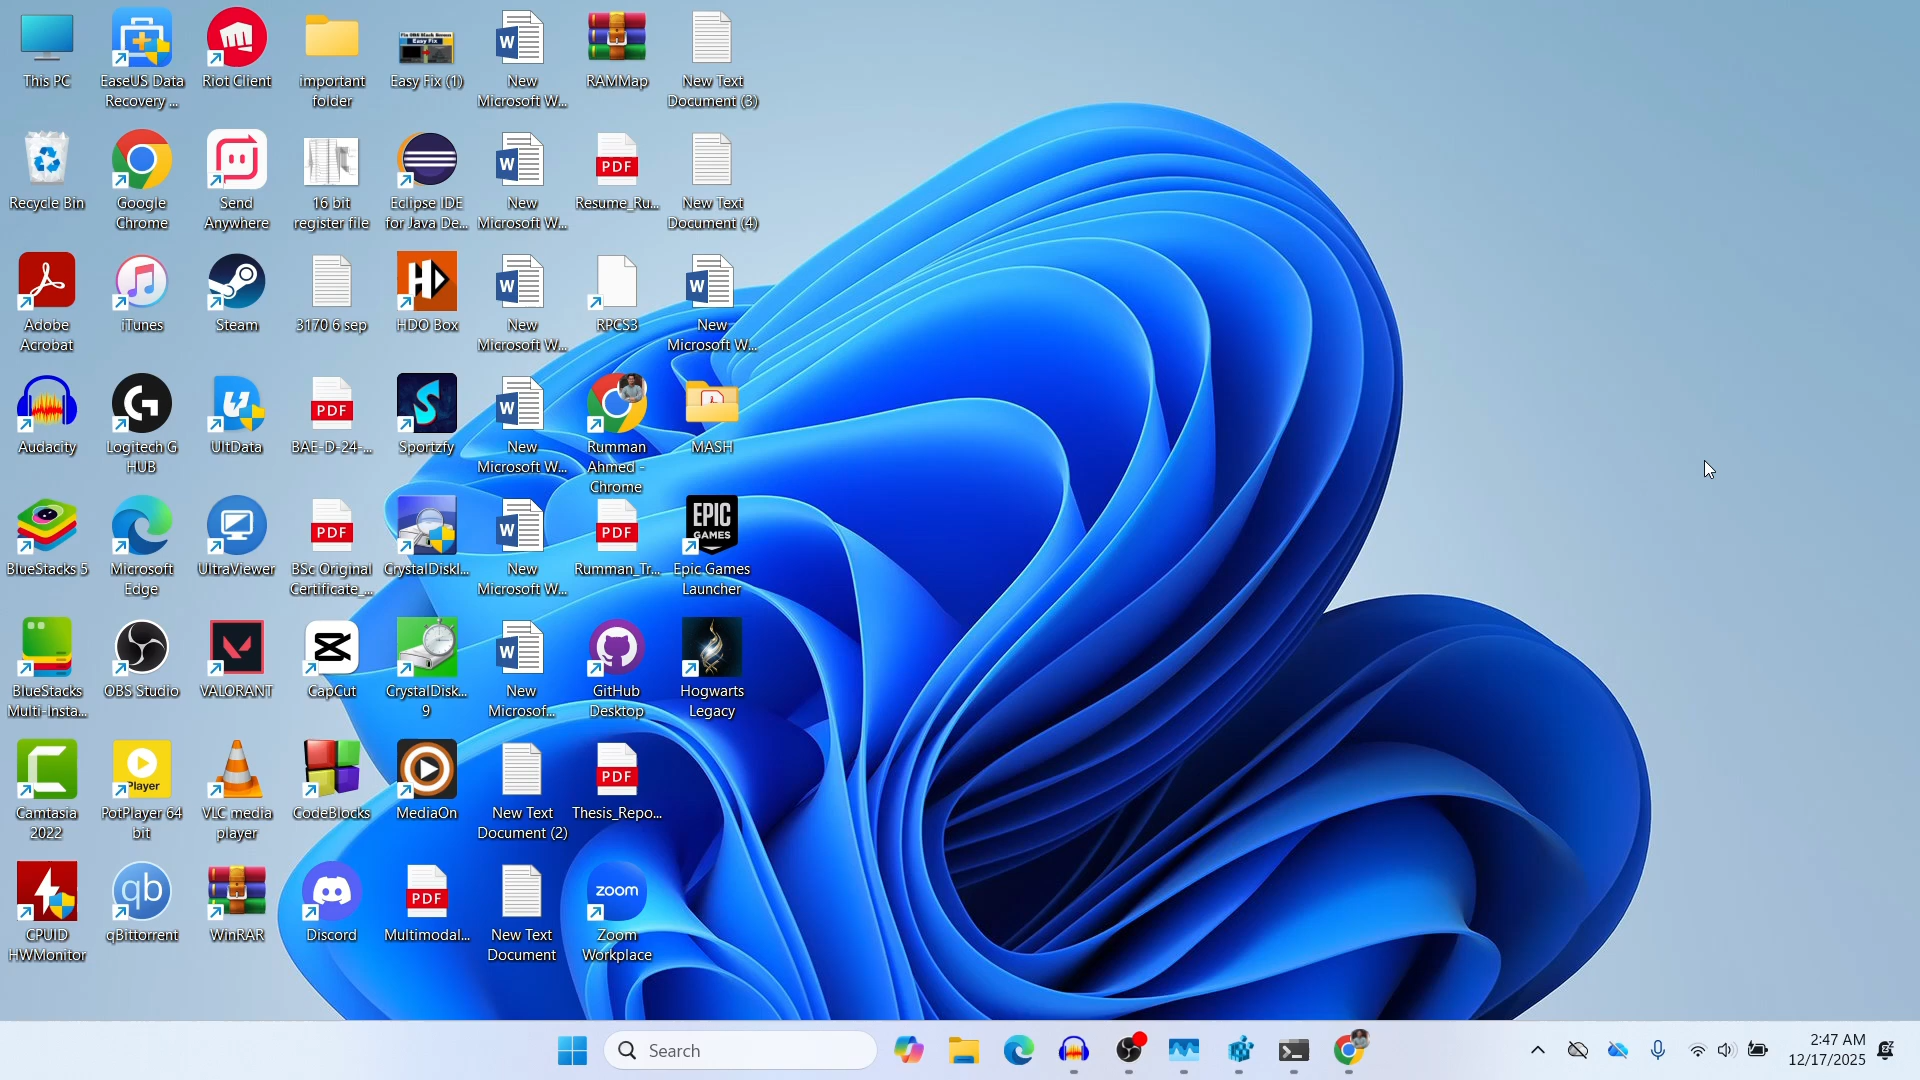 This PC
EaseUS Data
Recovery ...
Riot Client
important
folder
Easy Fix (1)
New
Microsoft W...
RAMMap
New Text
Document (3)
Recycle Bin
Google
Chrome
Send
Anywhere
16 bit
register file
Eclipse IDE
for Java De...
New
Microsoft W...
PDF
Resume_Ru...
New Text
Document (4)
Adobe
Acrobat
iTunes
Steam
3170 6 sep
HDO Box
New
Microsoft W...
RPCS3
New
Microsoft W...
Audacity
Logitech G
HUB
UltData
PDF
BAE-D-24-...
Sportzfy
New
Microsoft W...
Rumman
Ahmed -
Chrome
MASH
BlueStacks 5
Microsoft
Edge
UltraViewer
PDF
BSc Original
Certificate_...
CrystalDiskI...
New
Microsoft W...
PDF
Rumman_Tr...
EPIC
GAMES
Epic Games
Launcher
BlueStacks
Multi-Insta...
OBS Studio
VALORANT
CapCut
CrystalDisk...
9
New
Microsof...
GitHub
Desktop
Hogwarts
Legacy
Camtasia
2022
Player
PotPlayer 64
bit
VLC media
player
CodeBlocks
MediaOn
New Text
Document (2)
PDF
Thesis_Repo...
CPUID
HWMonitor
qb
qBittorrent
WinRAR
Discord
PDF
Multimodal...
New Text
Document
zoom
Zoom
Workplace
Search
2:47 AM
12/17/2025